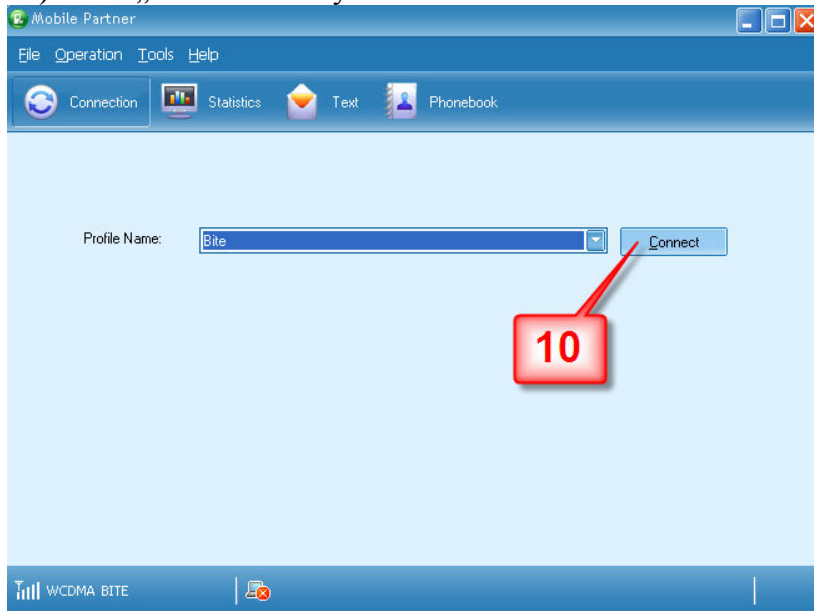 Mobile Partner
File Operation Tools Help
Connection Statistics Text Phonebook
Profile Name: Bite Connect
10
WCDMA BITE